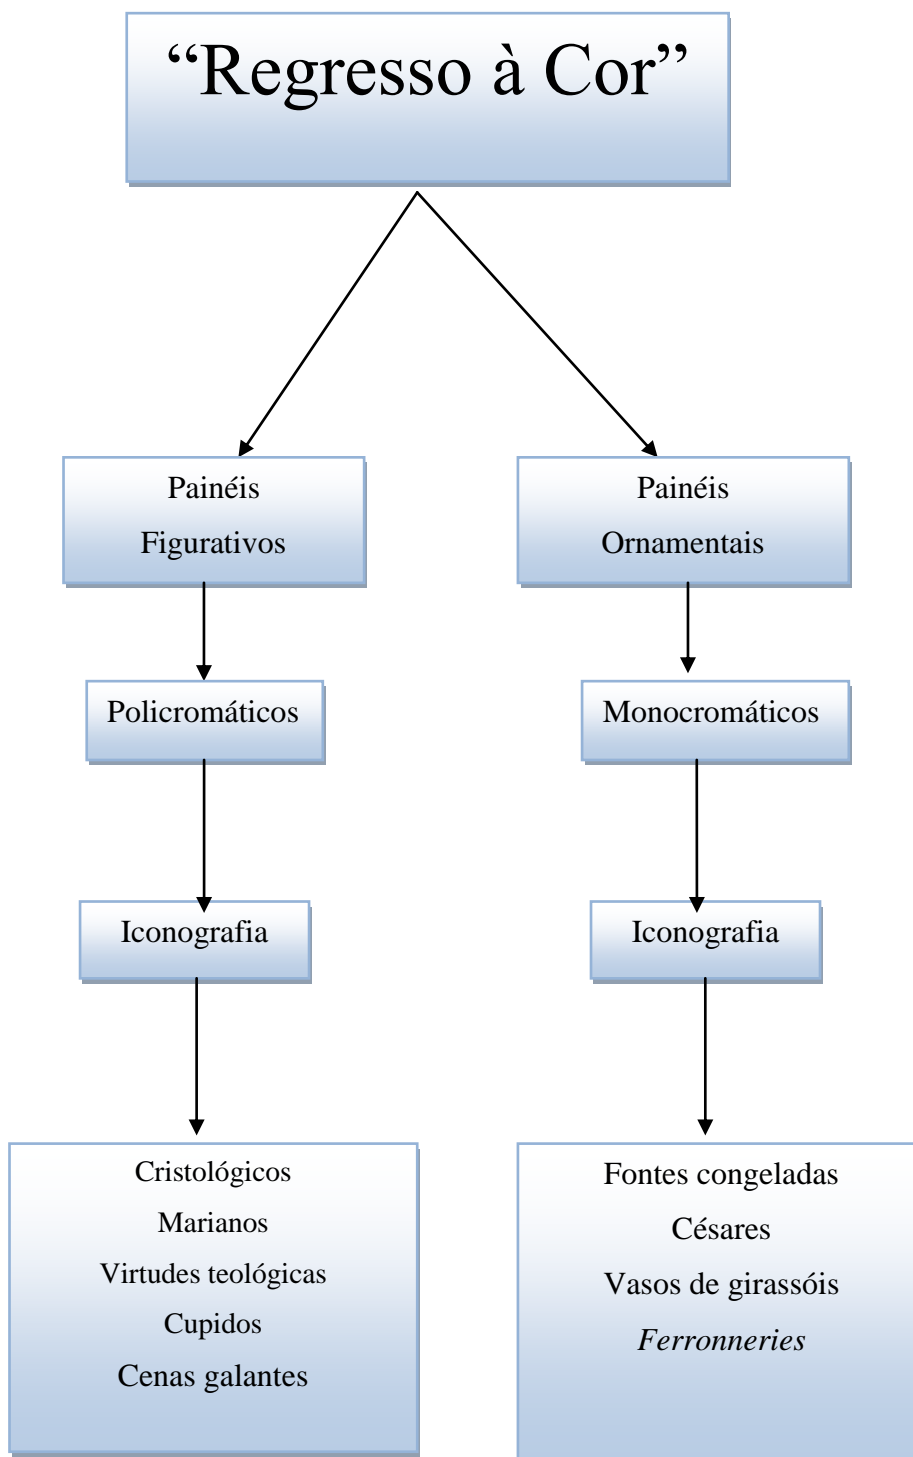 “Regresso à Cor”
Painéis
Figurativos
Painéis
Ornamentais
Policromáticos
Monocromáticos
Iconografia
Iconografia
Cristológicos
Marianos
Virtudes teológicas
Cupidos
Cenas galantes
Fontes congeladas
Césares
Vasos de girassóis
Ferronneries